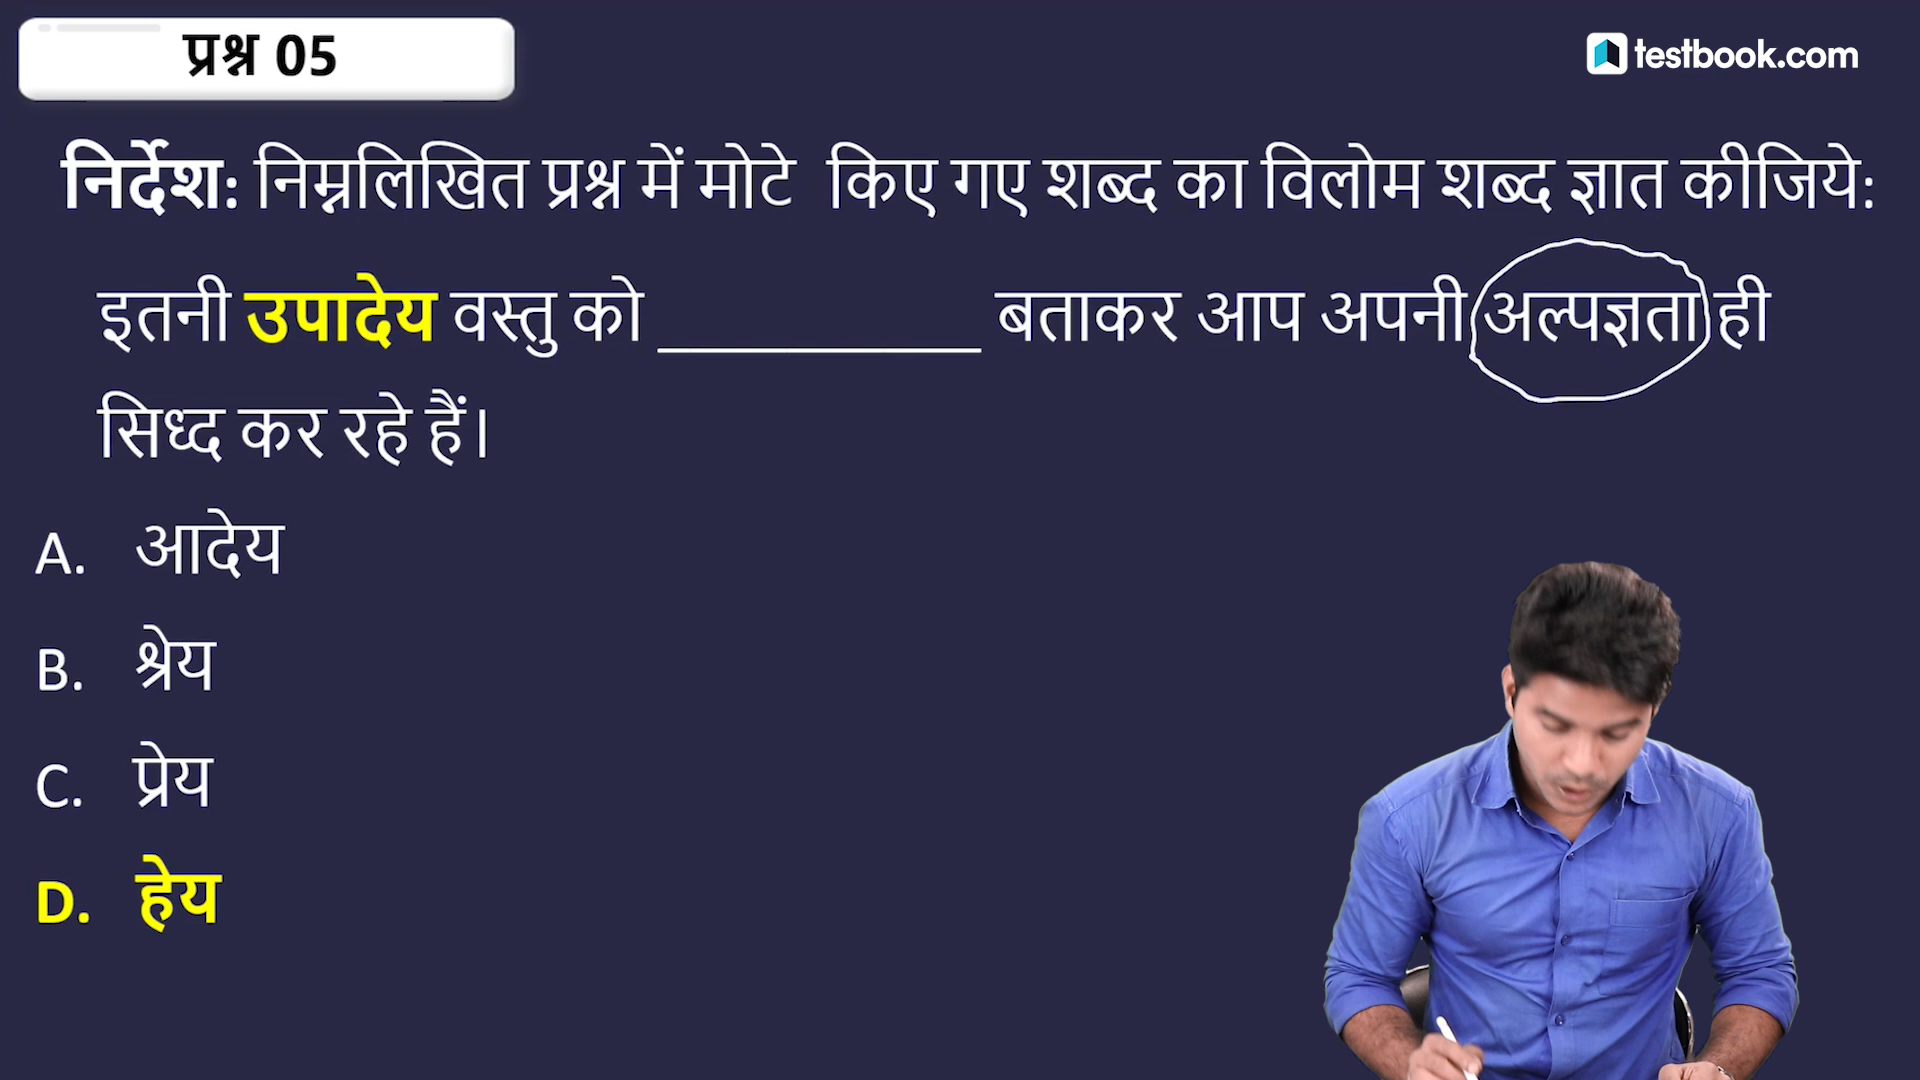 प्रश्न 05
testbook.com
निर्देश: निम्नलिखित प्रश्न में मोटे किए गए शब्द का विलोम शब्द ज्ञात कीजिये:
इतनी उपादेय वस्तु को __________ बताकर आप अपनी अल्पज्ञता ही
सिध्द कर रहे हैं।
A. आदेय
B. श्रेय
C. प्रेय
D. हेय